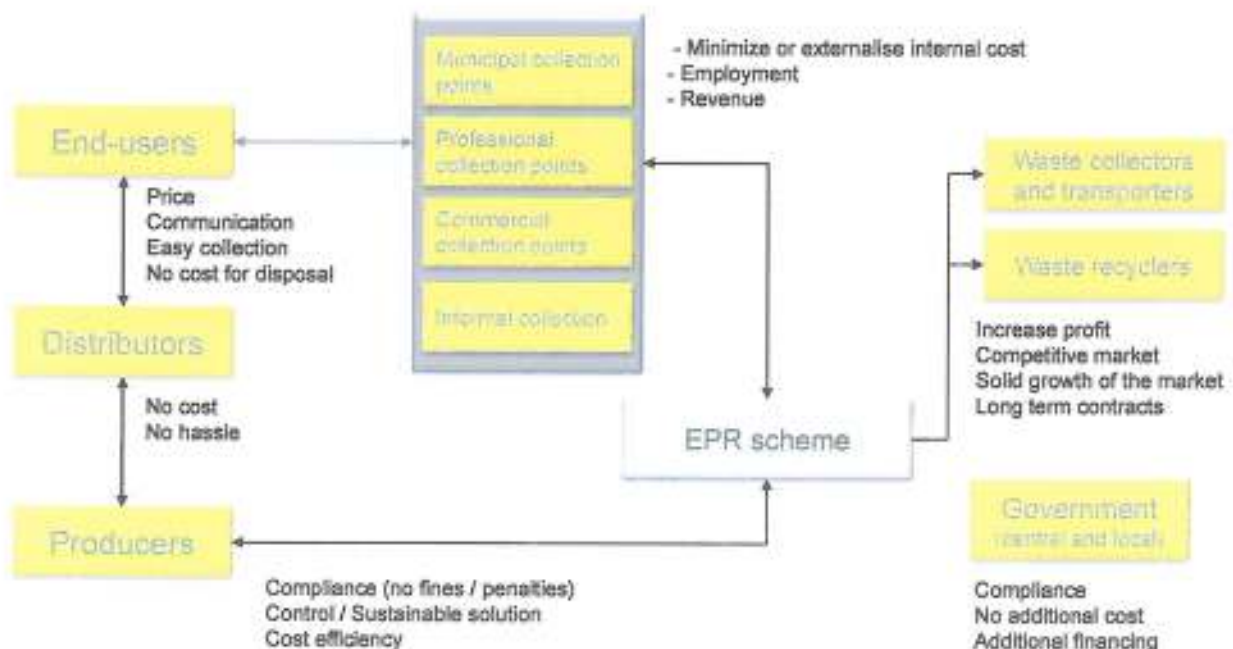 Municipal collection
points
- Minimize or externalise internal cost
- Employment
- Revenue
End-users
Professional
collection points
Waste collectors
and transporters
Price
Communication
Easy collection
No cost for disposal
Commercial
collection points
Waste recyclers
Informal collection
Distributors
Increase profit
Competitive market
Solid growth of the market
Long term contracts
No cost
No hassle
EPR scheme
Producers
Government
(central and local)
Compliance (no fines / penalties)
Control / Sustainable solution
Cost efficiency
Compliance
No additional cost
Additional financing